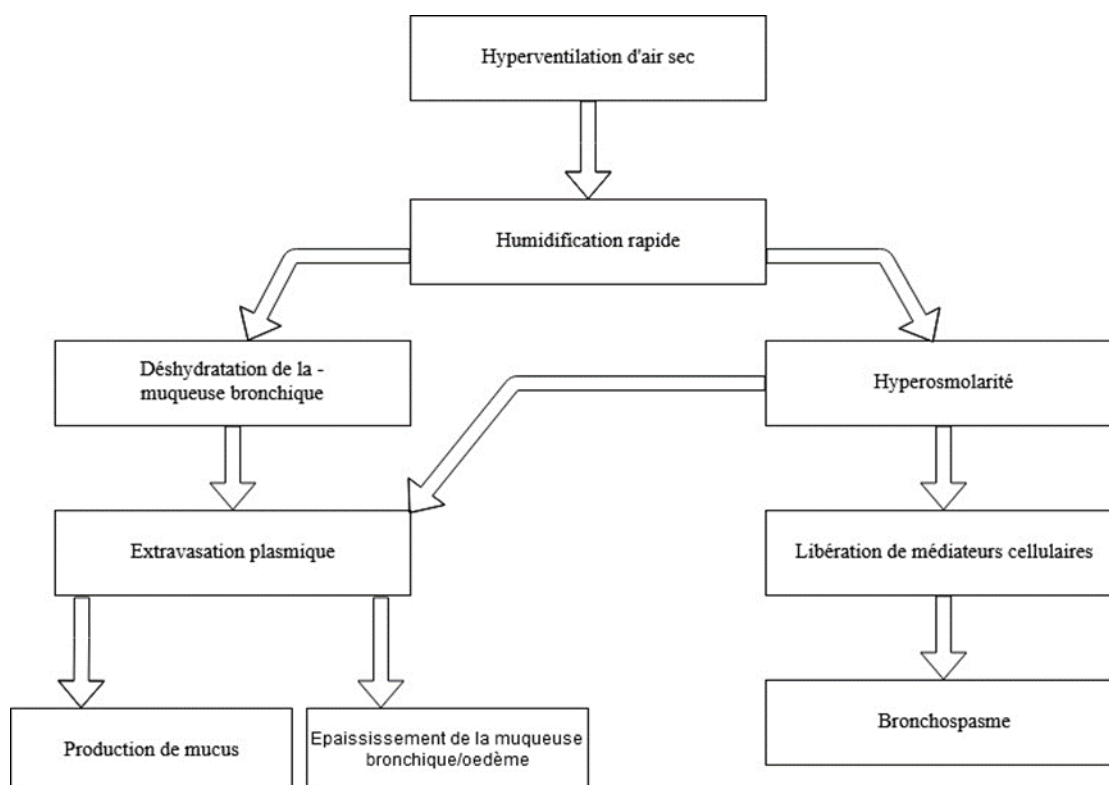 Hyperventilation d'air sec
Humidification rapide
Déshydratation de la -
muqueuse bronchique
Hyperosmolarité
Extravasation plasmique
Libération de médiateurs cellulaires
Production de mucus
Epaississement de la muqueuse
bronchique/oedème
Bronchospasme